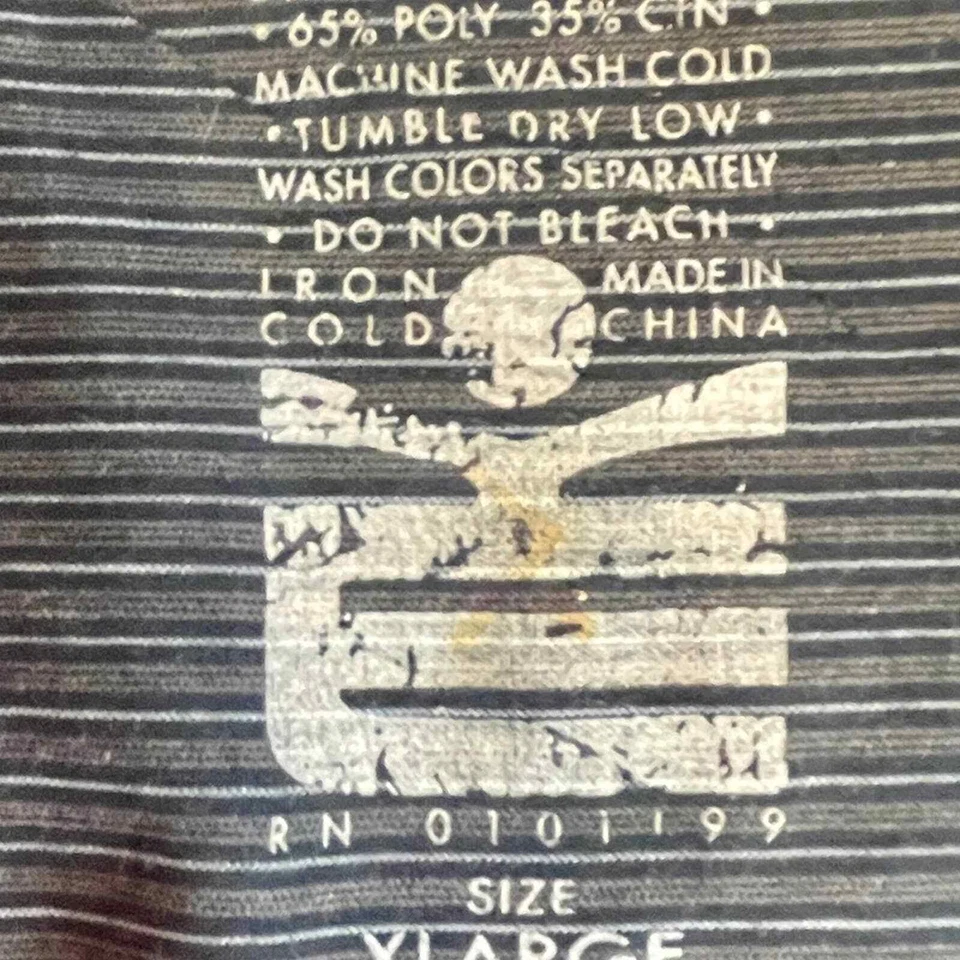 • 65% POLY 35% CTN •
MACHINE WASH COLD
• TUMBLE DRY LOW •
WASH COLORS SEPARATELY
• DO NOT BLEACH •
IRON MADE IN
COLD CHINA
RN 0101199
SIZE
XLARGE